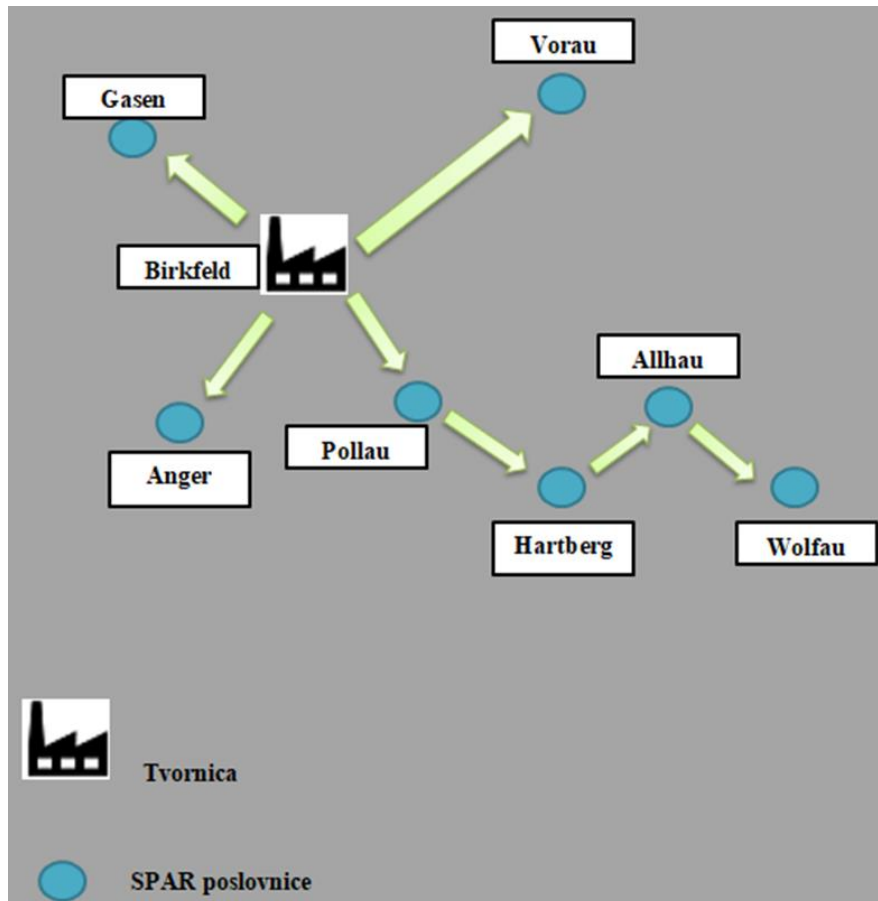 Vorau
Gasen
Birkfeld
Allhau
Pollau
Anger
Hartberg
Wolfau
Tvornica
SPAR poslovnice